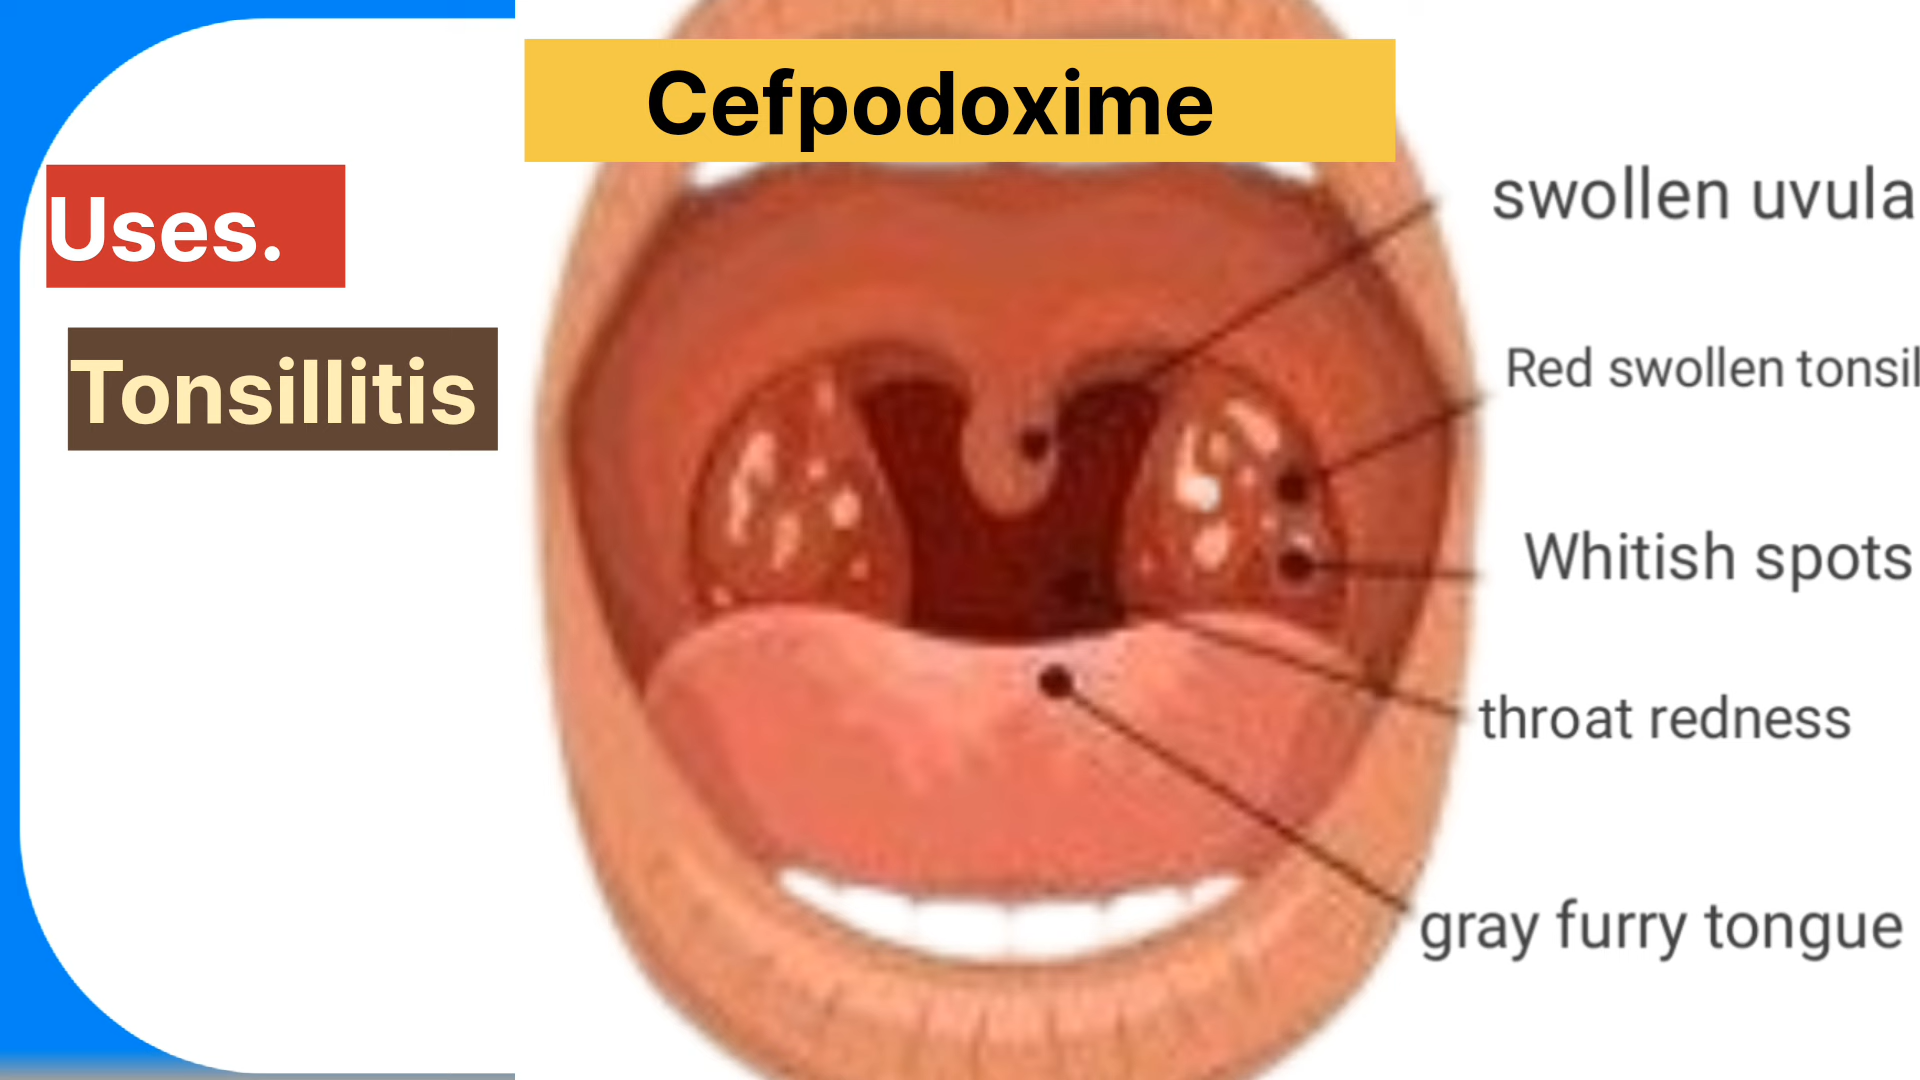 Cefpodoxime
Uses.
Tonsillitis
swollen uvula
Red swollen tonsil
Whitish spots
throat redness
gray furry tongue